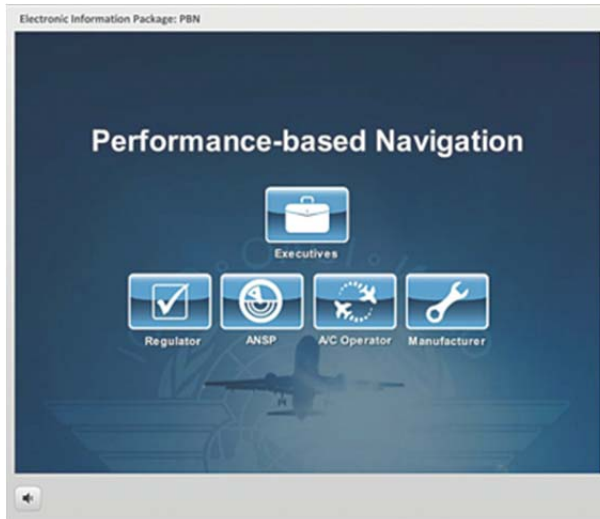 Electronic Information Package: PBN
Performance-based Navigation
Executives
Regulator
ANSP
A/C Operator
Manufacturer